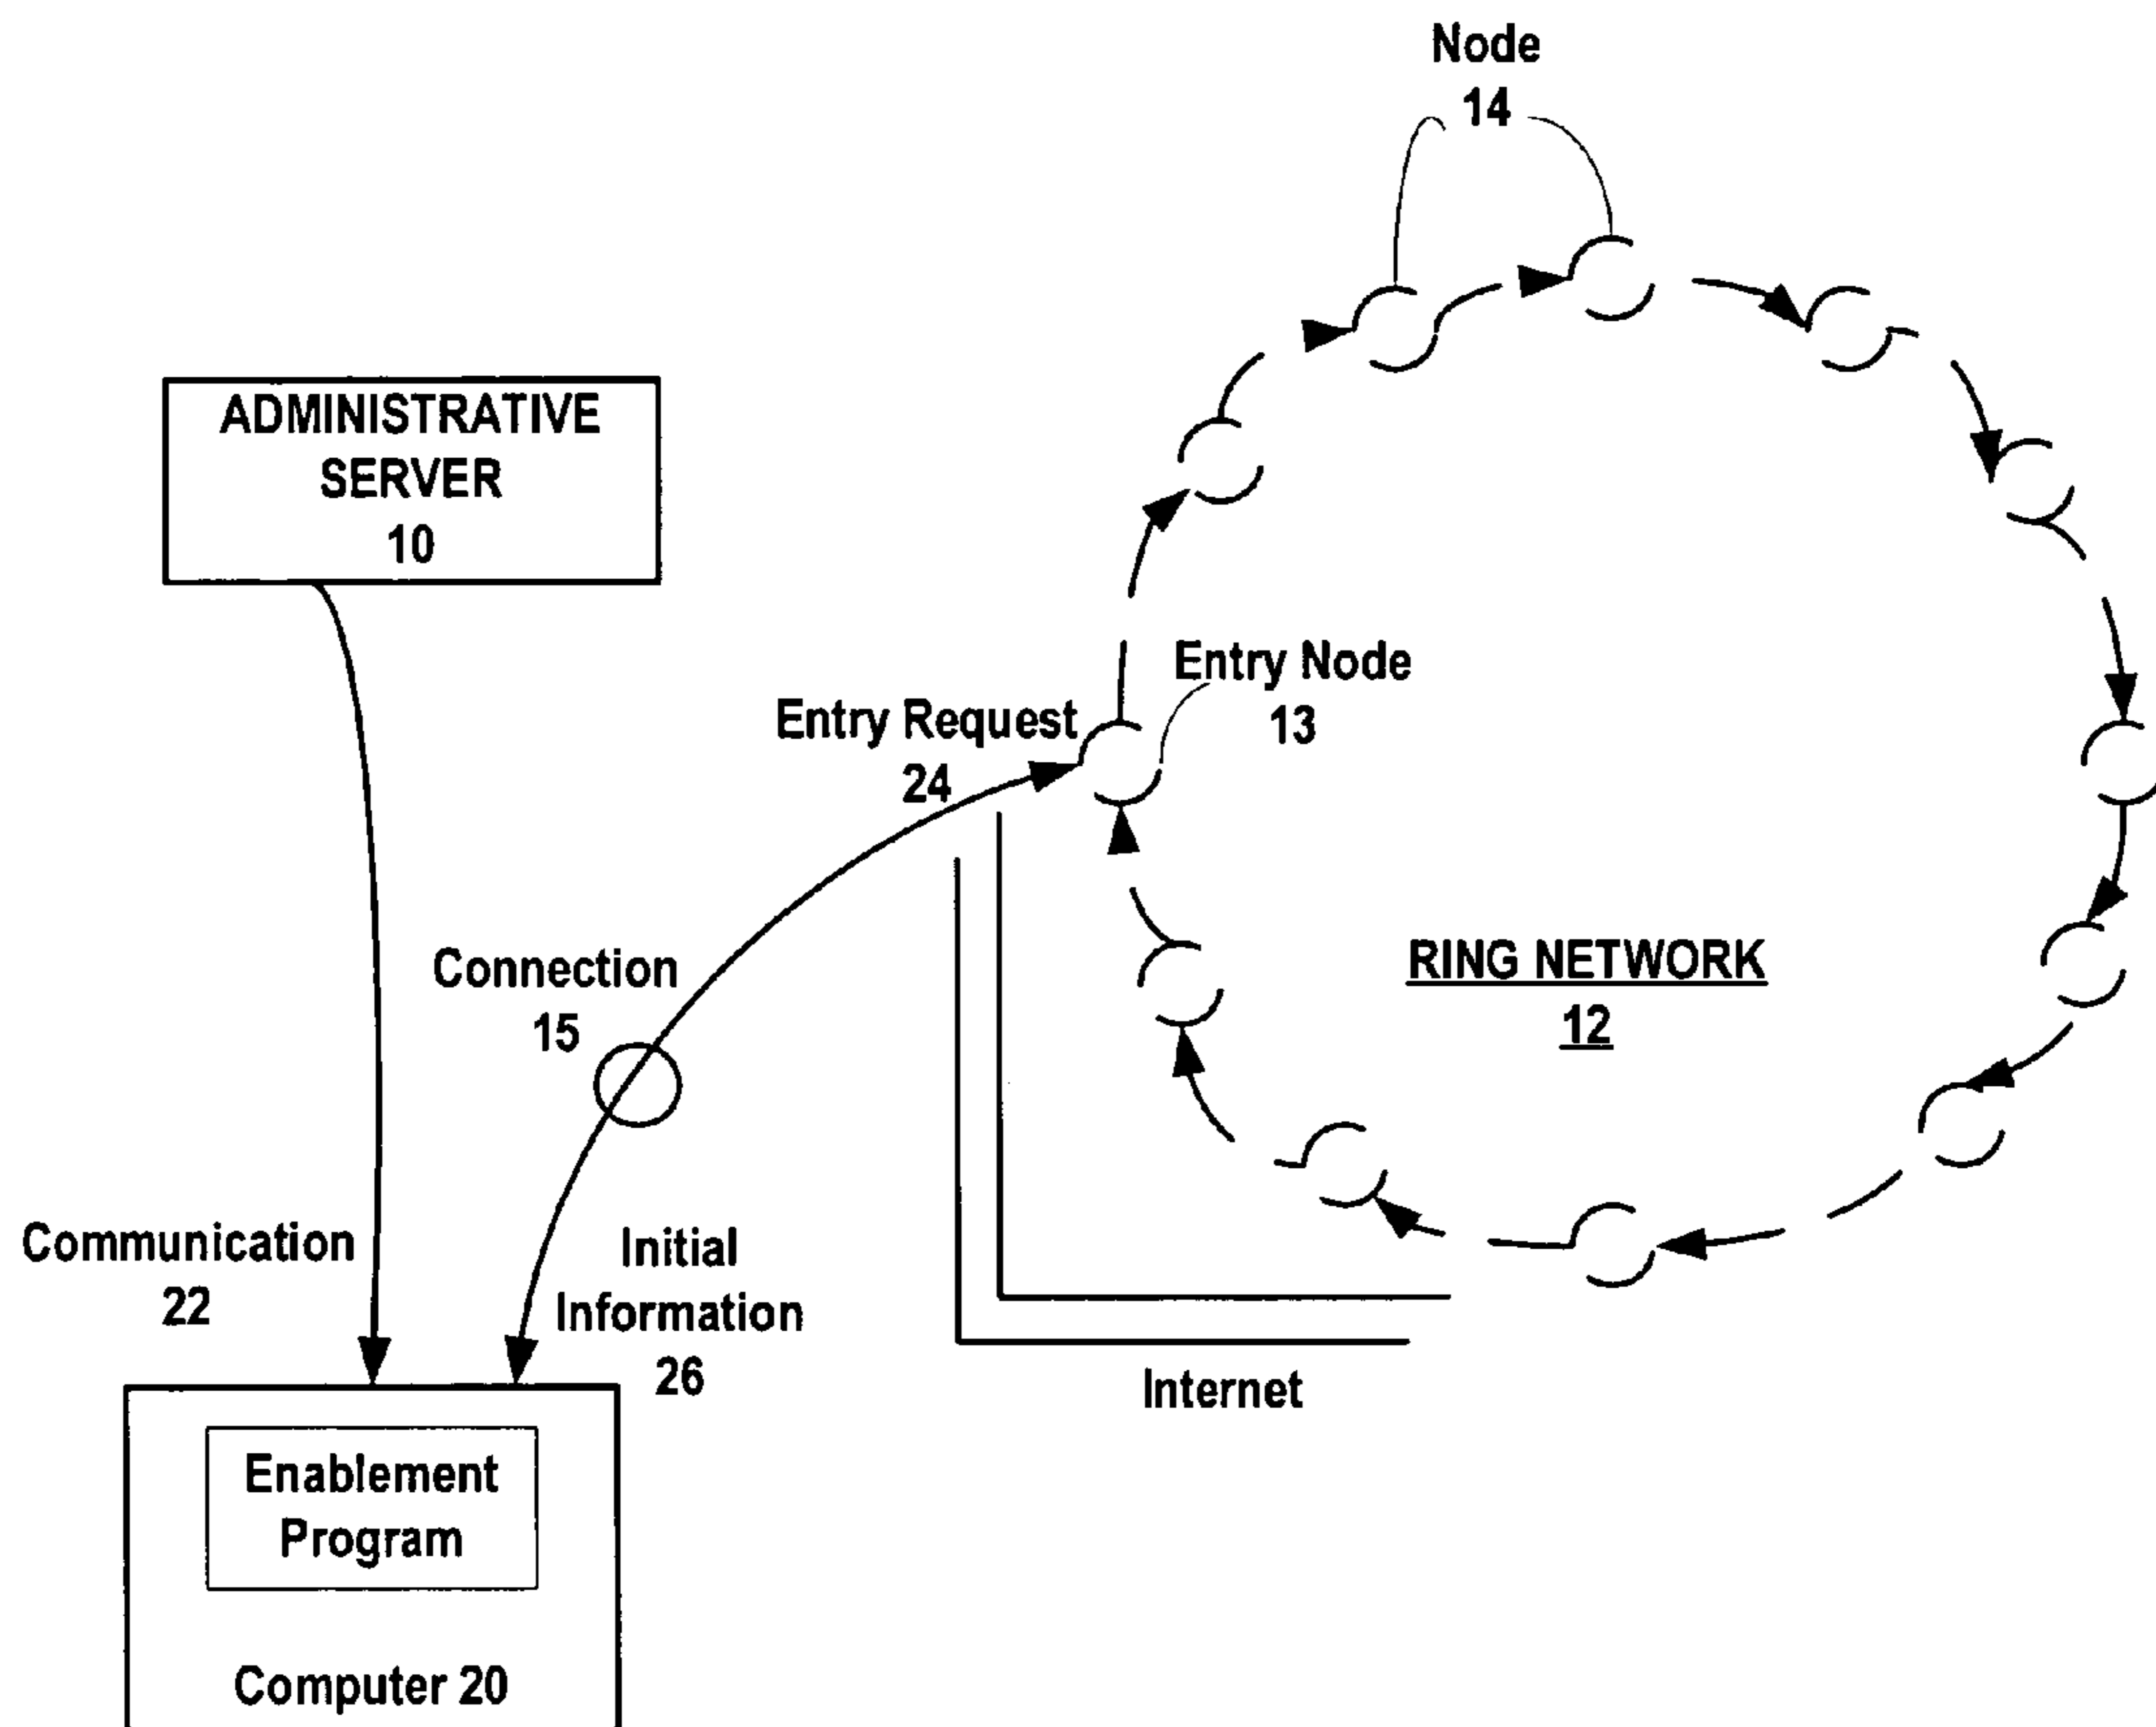 Node
14
ADMINISTRATIVE
SERVER
10
Entry Node
13
Entry Request
24
RING NETWORK
12
Connection
15
Communication
22
Initial
Information
26
Internet
Enablement
Program
Computer 20